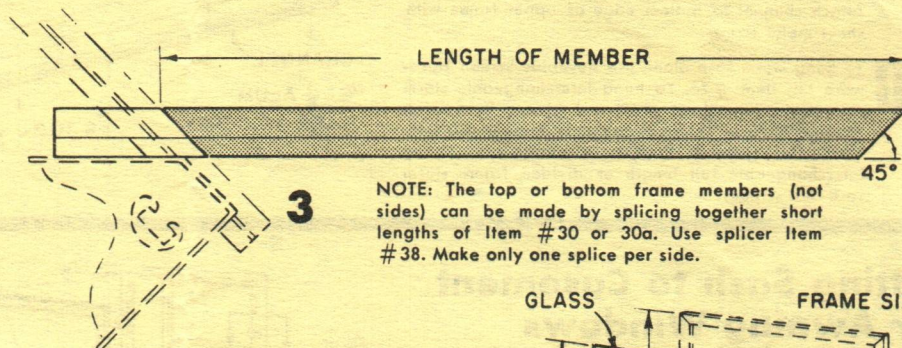 LENGTH OF MEMBER
45°
3
NOTE: The top or bottom frame members (not
sides) can be made by splicing together short
lengths of Item #30 or 30a. Use splicer Item
#38. Make only one splice per side.
GLASS
FRAME SI